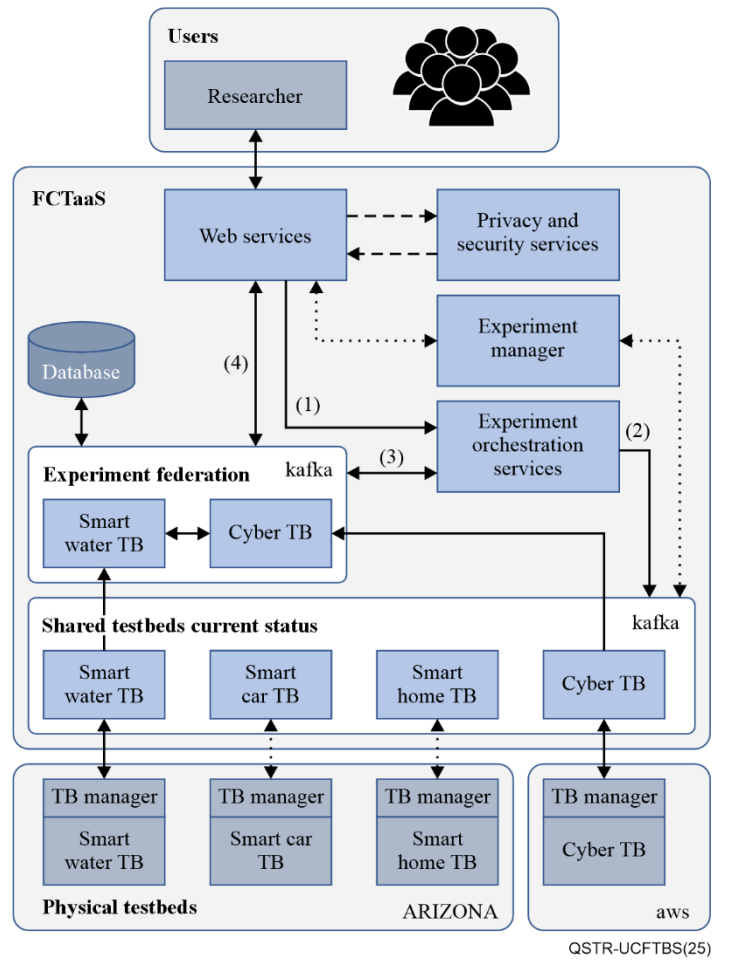 Users
Researcher
FCTaaS
Web services
Privacy and
security services
Experiment
manager
Database
(4)
(1)
Experiment
orchestration
services
(2)
(3)
Experiment federation
kafka
Smart
water TB
Cyber TB
Shared testbeds current status
kafka
Smart
water TB
Smart
car TB
Smart
home TB
Cyber TB
TB manager
Smart
water TB
TB manager
Smart car
TB
TB manager
Smart
home TB
TB manager
Cyber TB
Physical testbeds
ARIZONA
aws
QSTR-UCFTBS(25)